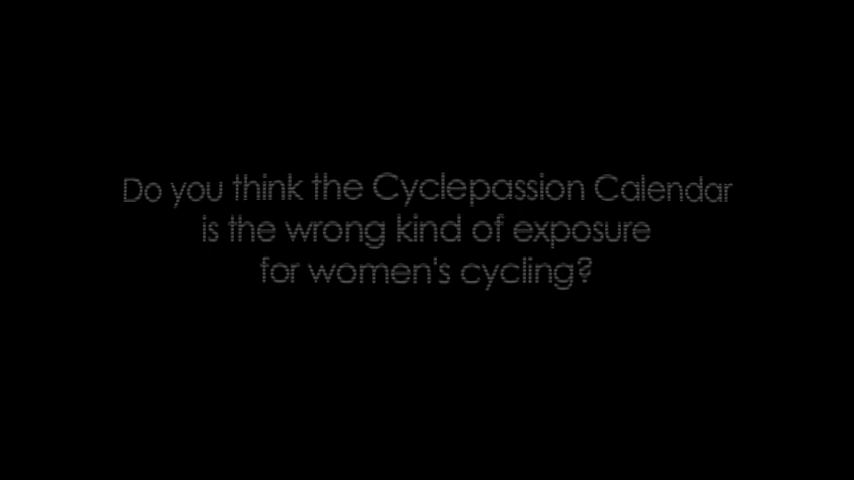 Do you think the Cyclepassion Calendar
is the wrong kind of exposure
for women's cycling?